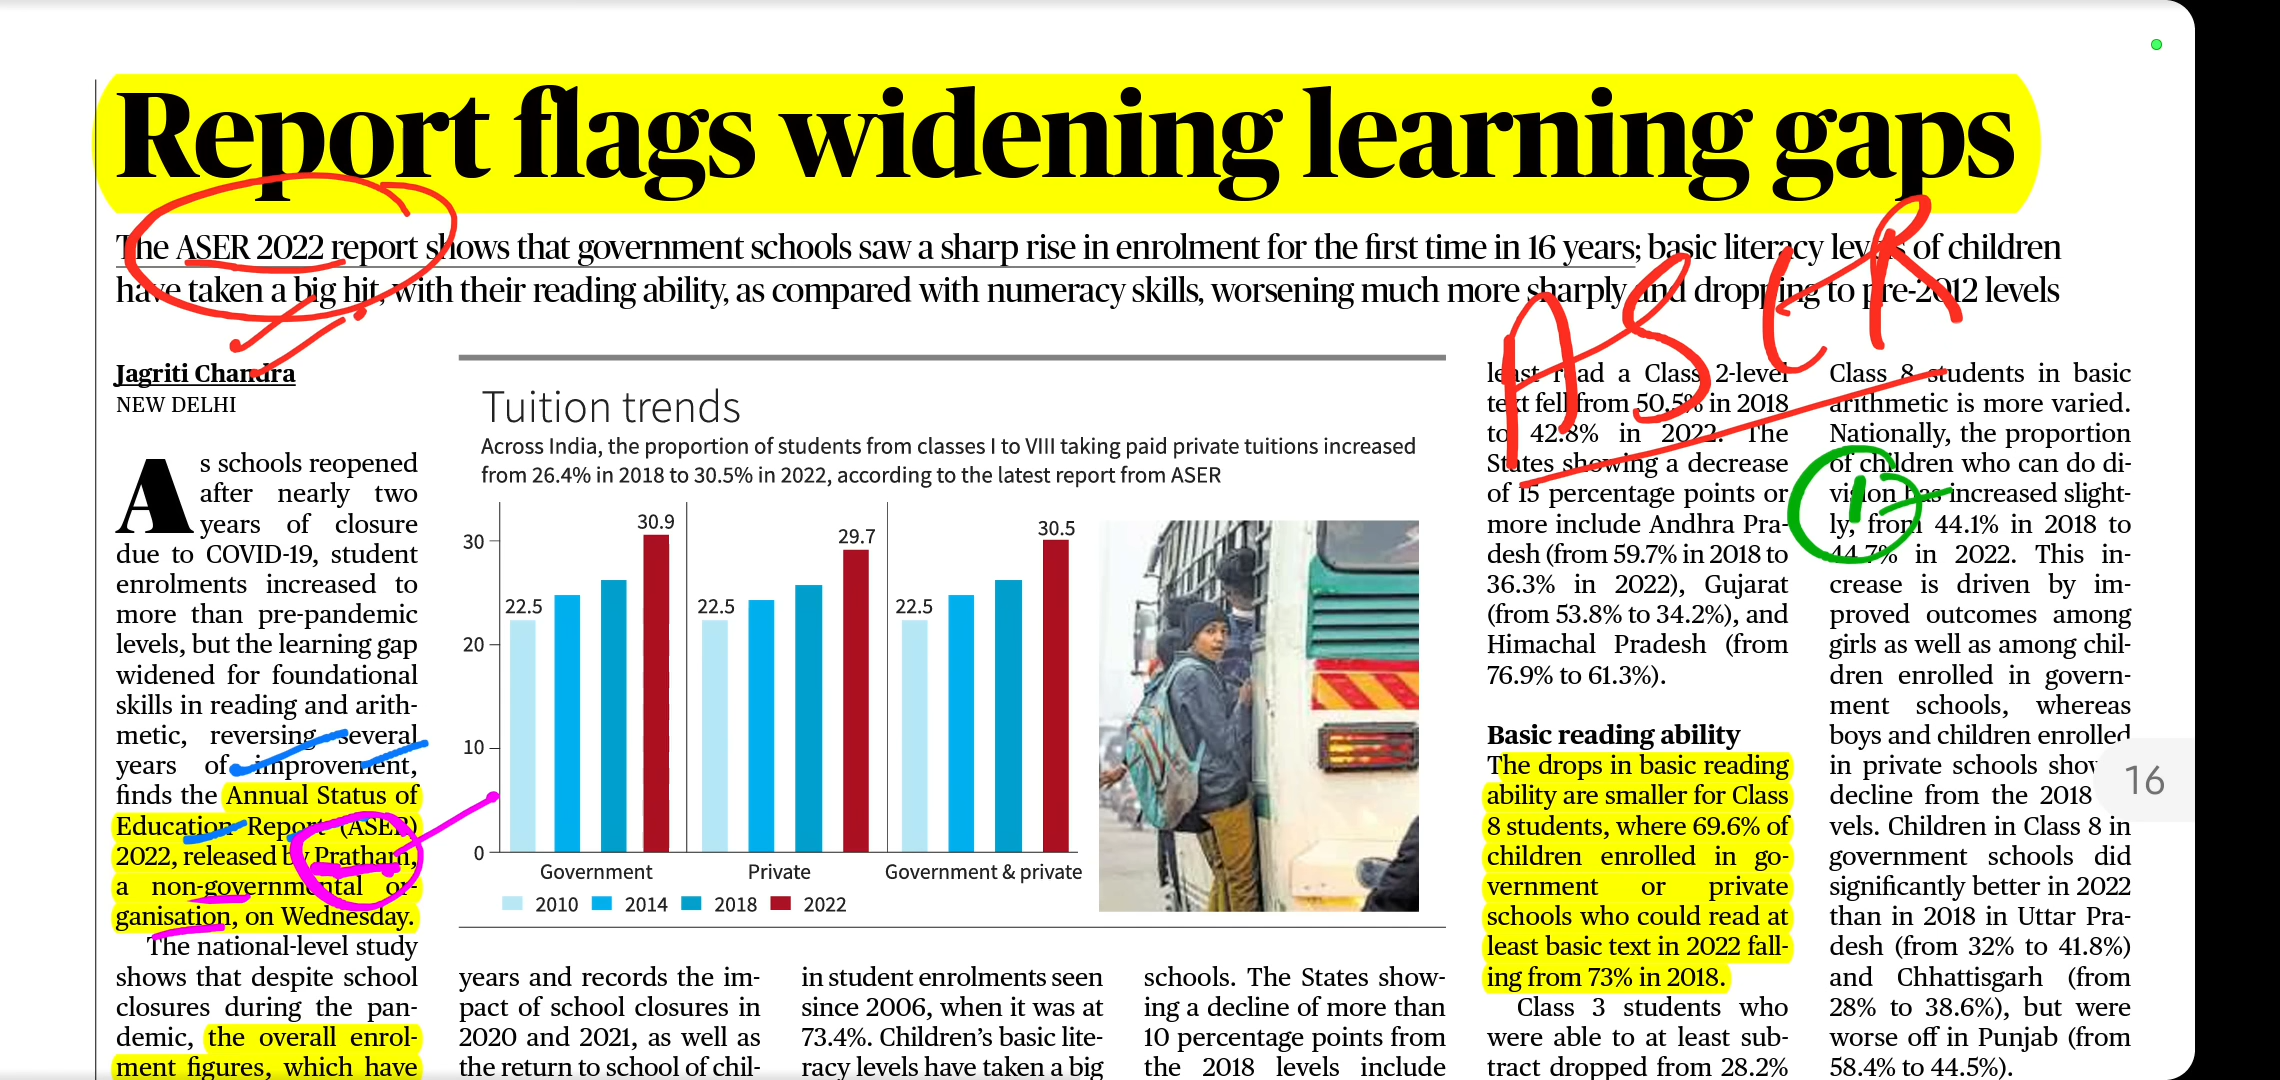 Report flags widening learning gaps
The ASER 2022 report shows that government schools saw a sharp rise in enrolment for the first time in 16 years; basic literacy levels of children
have taken a big hit, with their reading ability, as compared with numeracy skills, worsening much more sharply and dropping to pre-2012 levels
ASER
1
Jagriti Chandra
NEW DELHI
As schools reopened
after nearly two
years of closure
due to COVID-19, student
enrolments increased to
more than pre-pandemic
levels, but the learning gap
widened for foundational
skills in reading and arith-
metic, reversing several
years of improvement,
finds the Annual Status of
Education Report (ASER)
2022, released by Pratham,
a non-governmental or-
ganisation, on Wednesday.
The national-level study
shows that despite school
closures during the pan-
demic, the overall enrol-
ment figures, which have
Tuition trends
Across India, the proportion of students from classes I to VIII taking paid private tuitions increased
from 26.4% in 2018 to 30.5% in 2022, according to the latest report from ASER
30
20
10
0
22.5
30.9
22.5
29.7
22.5
30.5
Government
Private
Government & private
2010 2014 2018 2022
years and records the im-
pact of school closures in
2020 and 2021, as well as
the return to school of chil-
in student enrolments seen
since 2006, when it was at
73.4%. Children's basic lite-
racy levels have taken a big
schools. The States show-
ing a decline of more than
10 percentage points from
the 2018 levels include
least read a Class 2-level
text fell from 50.5% in 2018
to 42.8% in 2022. The
States showing a decrease
of 15 percentage points or
more include Andhra Pra-
desh (from 59.7% in 2018 to
36.3% in 2022), Gujarat
(from 53.8% to 34.2%), and
Himachal Pradesh (from
76.9% to 61.3%).
Basic reading ability
The drops in basic reading
ability are smaller for Class
8 students, where 69.6% of
children enrolled in go-
vernment or private
schools who could read at
least basic text in 2022 fall-
ing from 73% in 2018.
Class 3 students who
were able to at least sub-
tract dropped from 28.2%
Class 8 students in basic
arithmetic is more varied.
Nationally, the proportion
of children who can do di-
vision has increased slight-
ly, from 44.1% in 2018 to
44.7% in 2022. This in-
crease is driven by im-
proved outcomes among
girls as well as among chil-
dren enrolled in govern-
ment schools, whereas
boys and children enrolled
in private schools show
decline from the 2018
vels. Children in Class 8 in
government schools did
significantly better in 2022
than in 2018 in Uttar Pra-
desh (from 32% to 41.8%)
and Chhattisgarh (from
28% to 38.6%), but were
worse off in Punjab (from
58.4% to 44.5%).
16